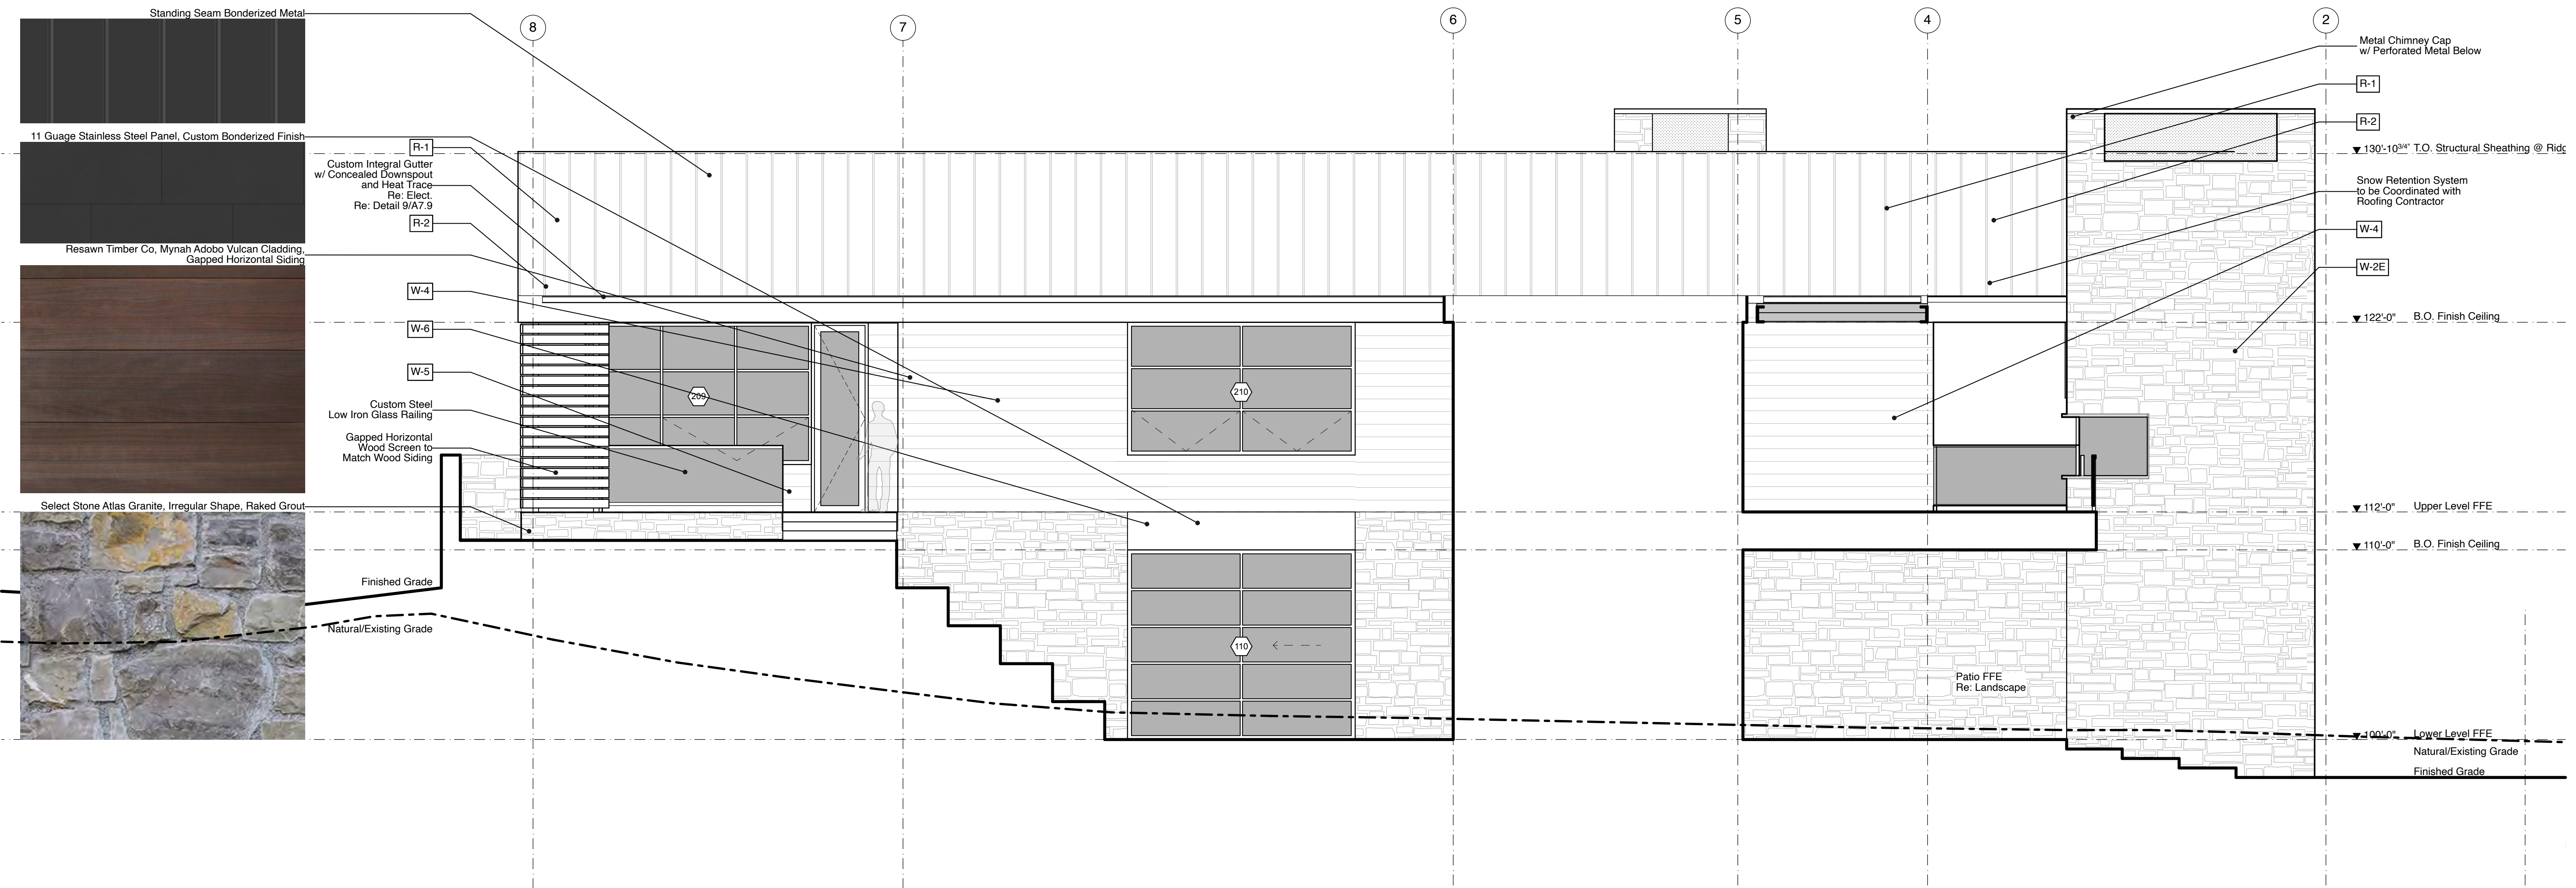 Standing Seam Bonderized Metal
8
7
6
5
4
2
Metal Chimney Cap
w/ Perforated Metal Below
R-1
R-2
11 Guage Stainless Steel Panel, Custom Bonderized Finish
R-1
Custom Integral Gutter
w/ Concealed Downspout
and Heat Trace
Re: Elect.
Re: Detail 9/A7.9
R-2
130'-10 3/4" T.O. Structural Sheathing @ Ridg
Snow Retention System
to be Coordinated with
Roofing Contractor
W-4
W-2E
Resawn Timber Co, Mynah Adobo Vulcan Cladding,
Gapped Horizontal Siding
W-4
W-6
W-5
122'-0" B.O. Finish Ceiling
Custom Steel
Low Iron Glass Railing
209
210
Gapped Horizontal
Wood Screen to
Match Wood Siding
Select Stone Atlas Granite, Irregular Shape, Raked Grout
112'-0" Upper Level FFE
110'-0" B.O. Finish Ceiling
Finished Grade
Natural/Existing Grade
110
Patio FFE
Re: Landscape
100'-0" Lower Level FFE
Natural/Existing Grade
Finished Grade